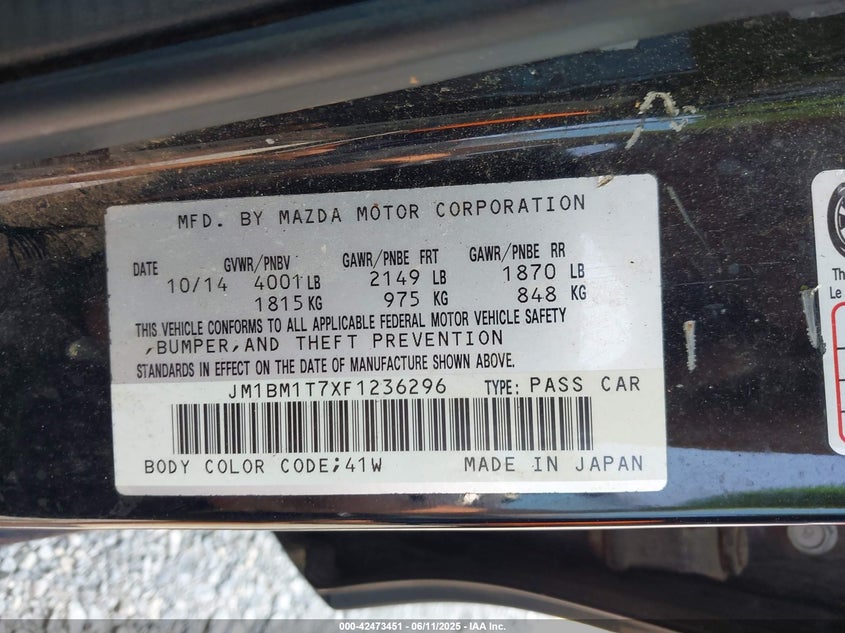 MFD. BY MAZDA MOTOR CORPORATION
DATE GVWR/PNBV GAWR/PNBE FRT GAWR/PNBE RR
10/14 4001 LB 2149 LB 1870 LB
1815 KG 975 KG 848 KG
THIS VEHICLE CONFORMS TO ALL APPLICABLE FEDERAL MOTOR VEHICLE SAFETY
,BUMPER,AND THEFT PREVENTION
STANDARDS IN EFFECT ON THE DATE OF MANUFACTURE SHOWN ABOVE.
JM1BM1T7XF1236296 TYPE: PASS CAR
BODY COLOR CODE;41W MADE IN JAPAN
Th
Le
000-42473451 - 06/11/2025 - IAA Inc.